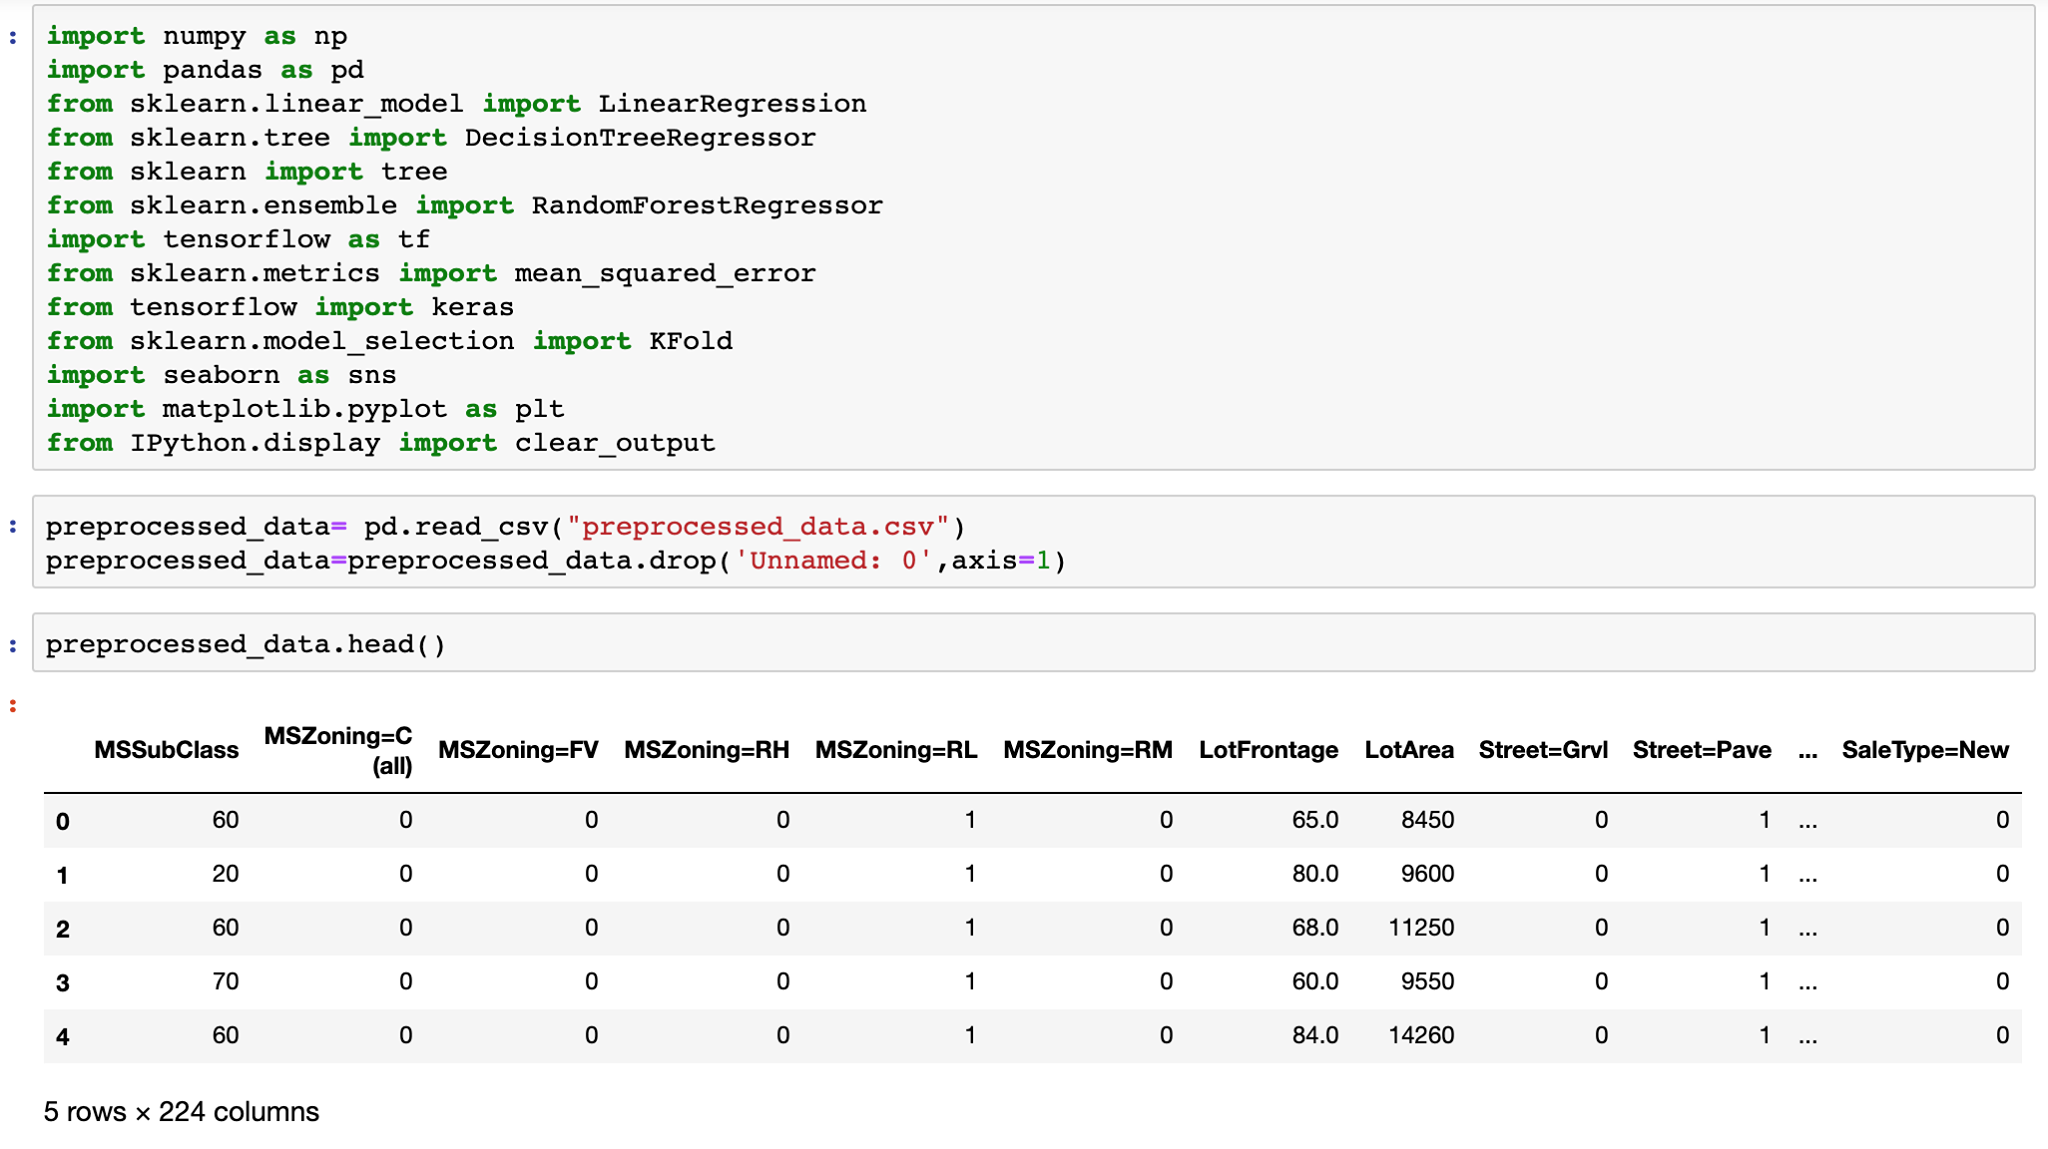 : import numpy as np
import pandas as pd
from sklearn.linear_model import LinearRegression
from sklearn.tree import DecisionTreeRegressor
from sklearn import tree
from sklearn.ensemble import RandomForestRegressor
import tensorflow as tf
from sklearn.metrics import mean_squared_error
from tensorflow import keras
from sklearn.model_selection import KFold
import seaborn as sns
import matplotlib.pyplot as plt
from IPython.display import clear_output
: preprocessed_data= pd.read_csv("preprocessed_data.csv")
preprocessed_data=preprocessed_data.drop('Unnamed: 0',axis=1)
: preprocessed_data.head()
:
MSSubClass MSZoning=C (all) MSZoning=FV MSZoning=RH MSZoning=RL MSZoning=RM LotFrontage LotArea Street=Grvl Street=Pave ... SaleType=New
0 60 0 0 0 1 0 65.0 8450 0 1 ... 0
1 20 0 0 0 1 0 80.0 9600 0 1 ... 0
2 60 0 0 0 1 0 68.0 11250 0 1 ... 0
3 70 0 0 0 1 0 60.0 9550 0 1 ... 0
4 60 0 0 0 1 0 84.0 14260 0 1 ... 0
5 rows × 224 columns